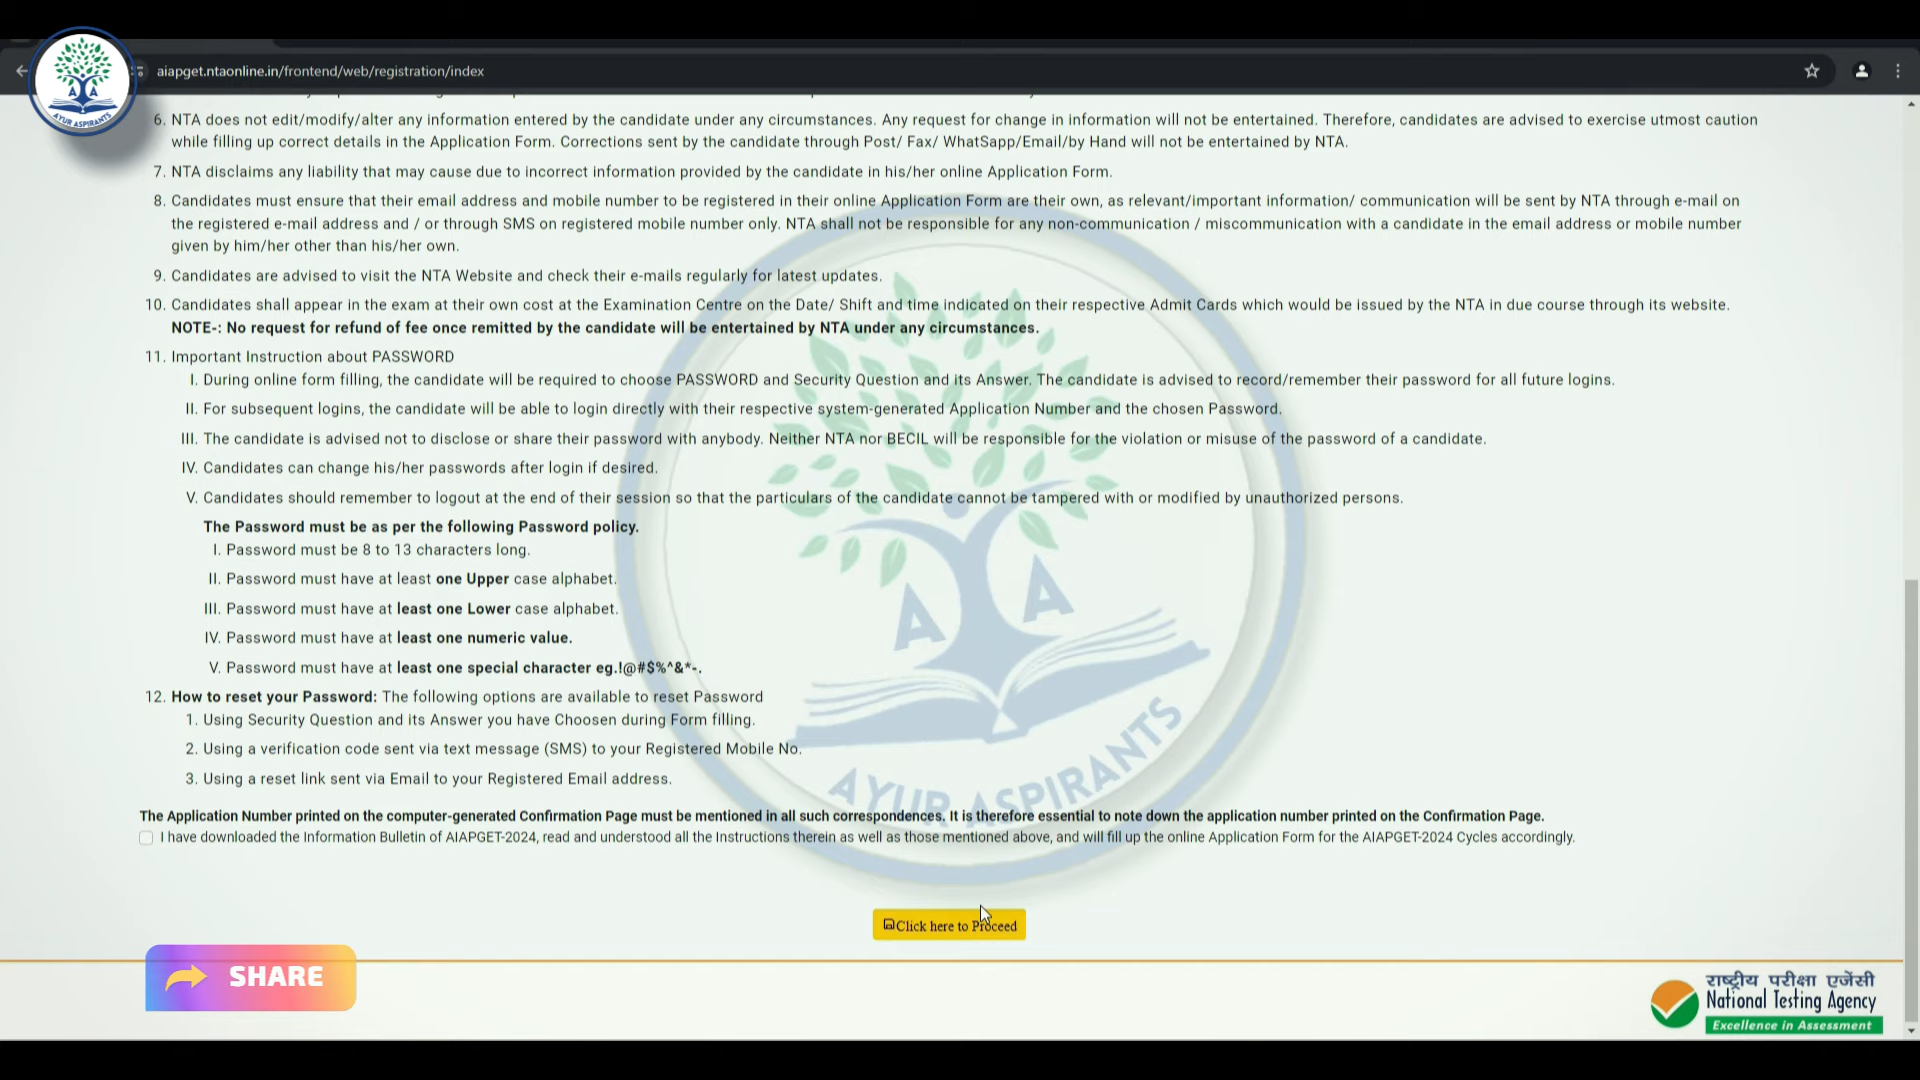 aiapget.ntaonline.in/frontend/web/registration/index
6. NTA does not edit/modify/alter any information entered by the candidate under any circumstances. Any request for change in information will not be entertained. Therefore, candidates are advised to exercise utmost caution
while filling up correct details in the Application Form. Corrections sent by the candidate through Post/ Fax/ WhatSapp/Email/by Hand will not be entertained by NTA.
7. NTA disclaims any liability that may cause due to incorrect information provided by the candidate in his/her online Application Form.
8. Candidates must ensure that their email address and mobile number to be registered in their online Application Form are their own, as relevant/important information/ communication will be sent by NTA through e-mail on
the registered e-mail address and / or through SMS on registered mobile number only. NTA shall not be responsible for any non-communication / miscommunication with a candidate in the email address or mobile number
given by him/her other than his/her own.
9. Candidates are advised to visit the NTA Website and check their e-mails regularly for latest updates.
10. Candidates shall appear in the exam at their own cost at the Examination Centre on the Date/ Shift and time indicated on their respective Admit Cards which would be issued by the NTA in due course through its website.
NOTE-: No request for refund of fee once remitted by the candidate will be entertained by NTA under any circumstances.
11. Important Instruction about PASSWORD
I. During online form filling, the candidate will be required to choose PASSWORD and Security Question and its Answer. The candidate is advised to record/remember their password for all future logins.
II. For subsequent logins, the candidate will be able to login directly with their respective system-generated Application Number and the chosen Password.
III. The candidate is advised not to disclose or share their password with anybody. Neither NTA nor BECIL will be responsible for the violation or misuse of the password of a candidate.
IV. Candidates can change his/her passwords after login if desired.
V. Candidates should remember to logout at the end of their session so that the particulars of the candidate cannot be tampered with or modified by unauthorized persons.
The Password must be as per the following Password policy.
I. Password must be 8 to 13 characters long.
II. Password must have at least one Upper case alphabet.
III. Password must have at least one Lower case alphabet.
IV. Password must have at least one numeric value.
V. Password must have at least one special character eg.!@#$%^&*-.
12. How to reset your Password: The following options are available to reset Password
1. Using Security Question and its Answer you have Choosen during Form filling.
2. Using a verification code sent via text message (SMS) to your Registered Mobile No.
3. Using a reset link sent via Email to your Registered Email address.
The Application Number printed on the computer-generated Confirmation Page must be mentioned in all such correspondences. It is therefore essential to note down the application number printed on the Confirmation Page.
I have downloaded the Information Bulletin of AIAPGET-2024, read and understood all the Instructions therein as well as those mentioned above, and will fill up the online Application Form for the AIAPGET-2024 Cycles accordingly.
Click here to Proceed
SHARE
राष्ट्रीय परीक्षा एजेंसी
National Testing Agency
Excellence in Assessment
A A
AYUR ASPIRANTS
A A
AYUR ASPIRANTS